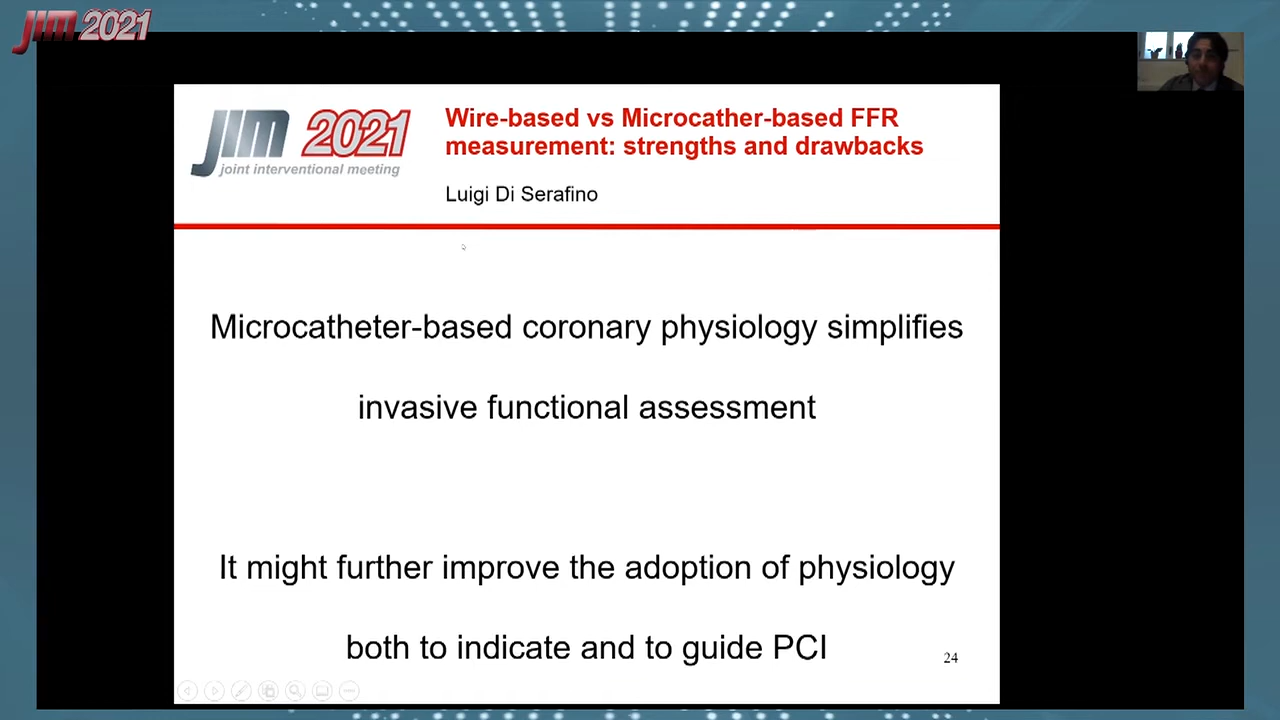 JIM 2021
JIM 2021
joint interventional meeting
Wire-based vs Microcather-based FFR
measurement: strengths and drawbacks
Luigi Di Serafino
Microcatheter-based coronary physiology simplifies
invasive functional assessment
It might further improve the adoption of physiology
both to indicate and to guide PCI
24